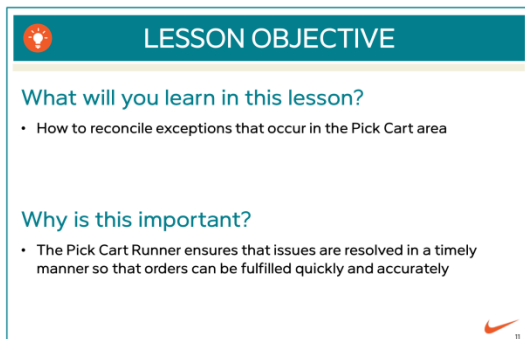 LESSON OBJECTIVE
What will you learn in this lesson?
• How to reconcile exceptions that occur in the Pick Cart area
Why is this important?
• The Pick Cart Runner ensures that issues are resolved in a timely
manner so that orders can be fulfilled quickly and accurately
11